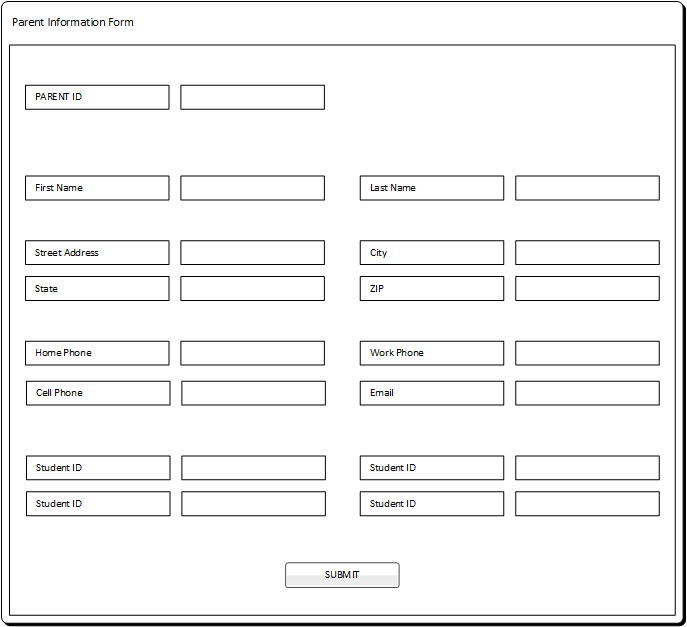 Parent Information Form
PARENT ID
First Name
Last Name
Street Address
City
State
ZIP
Home Phone
Work Phone
Cell Phone
Email
Student ID
Student ID
Student ID
Student ID
SUBMIT